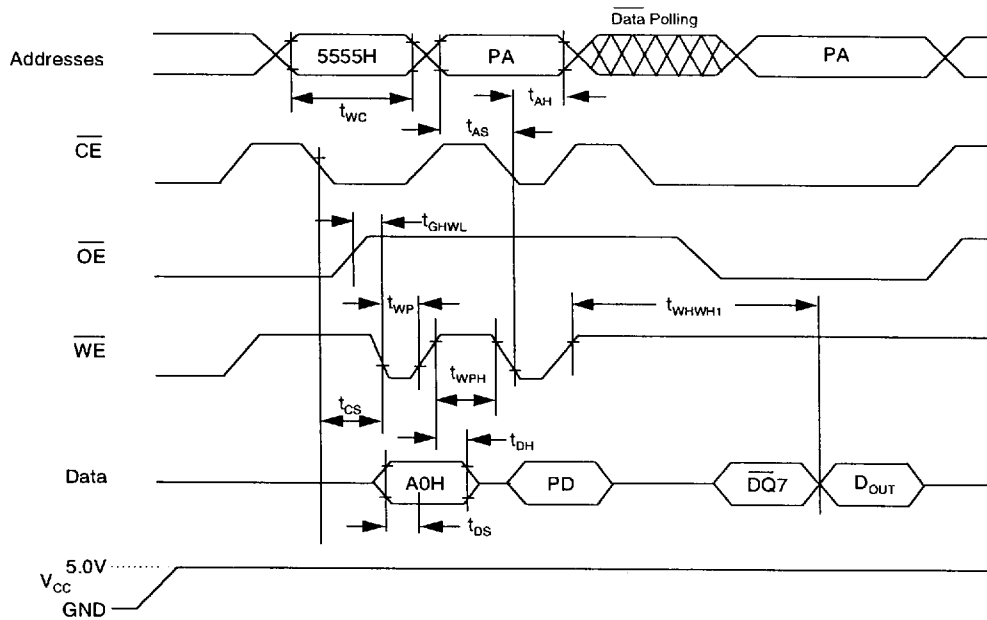 Data Polling
Addresses 5555H PA PA
tWC tAH
tAS
CE
tGHWL
OE
tWP tWHWH1
WE
tWPH
tCS
tDH
Data A0H PD DQ7 DOUT
tDS
5.0V
VCC
GND